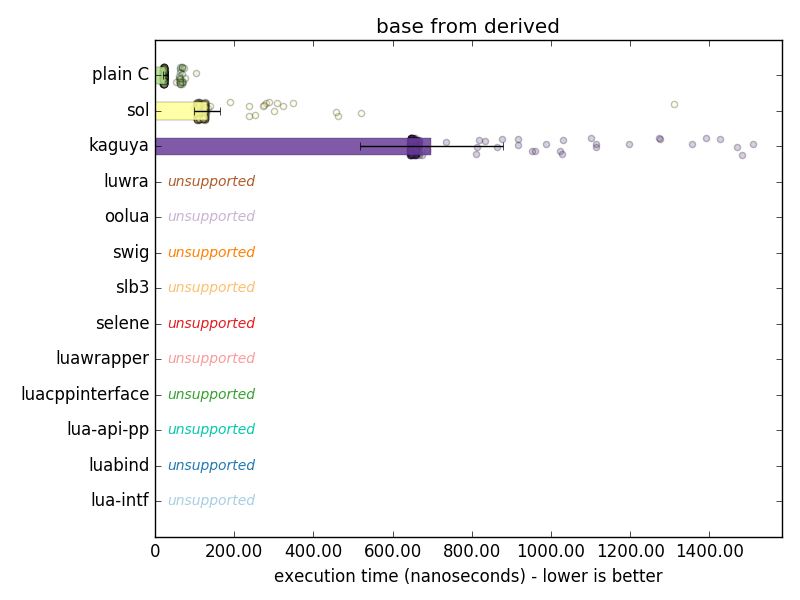 base from derived
plain C
sol
kaguya
luwra unsupported
oolua unsupported
swig unsupported
slb3 unsupported
selene unsupported
luawrapper unsupported
luacppinterface unsupported
lua-api-pp unsupported
luabind unsupported
lua-intf unsupported
0 200.00 400.00 600.00 800.00 1000.00 1200.00 1400.00
execution time (nanoseconds) - lower is better